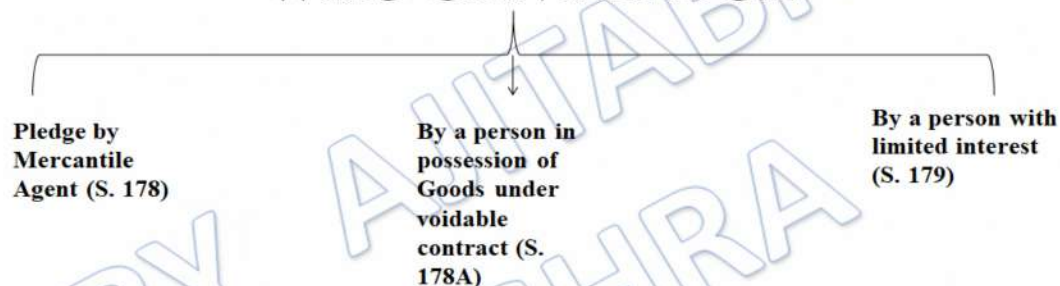 Pledge by
Mercantile
Agent (S. 178)
By a person in
possession of
Goods under
voidable
contract (S.
178A)
By a person with
limited interest
(S. 179)